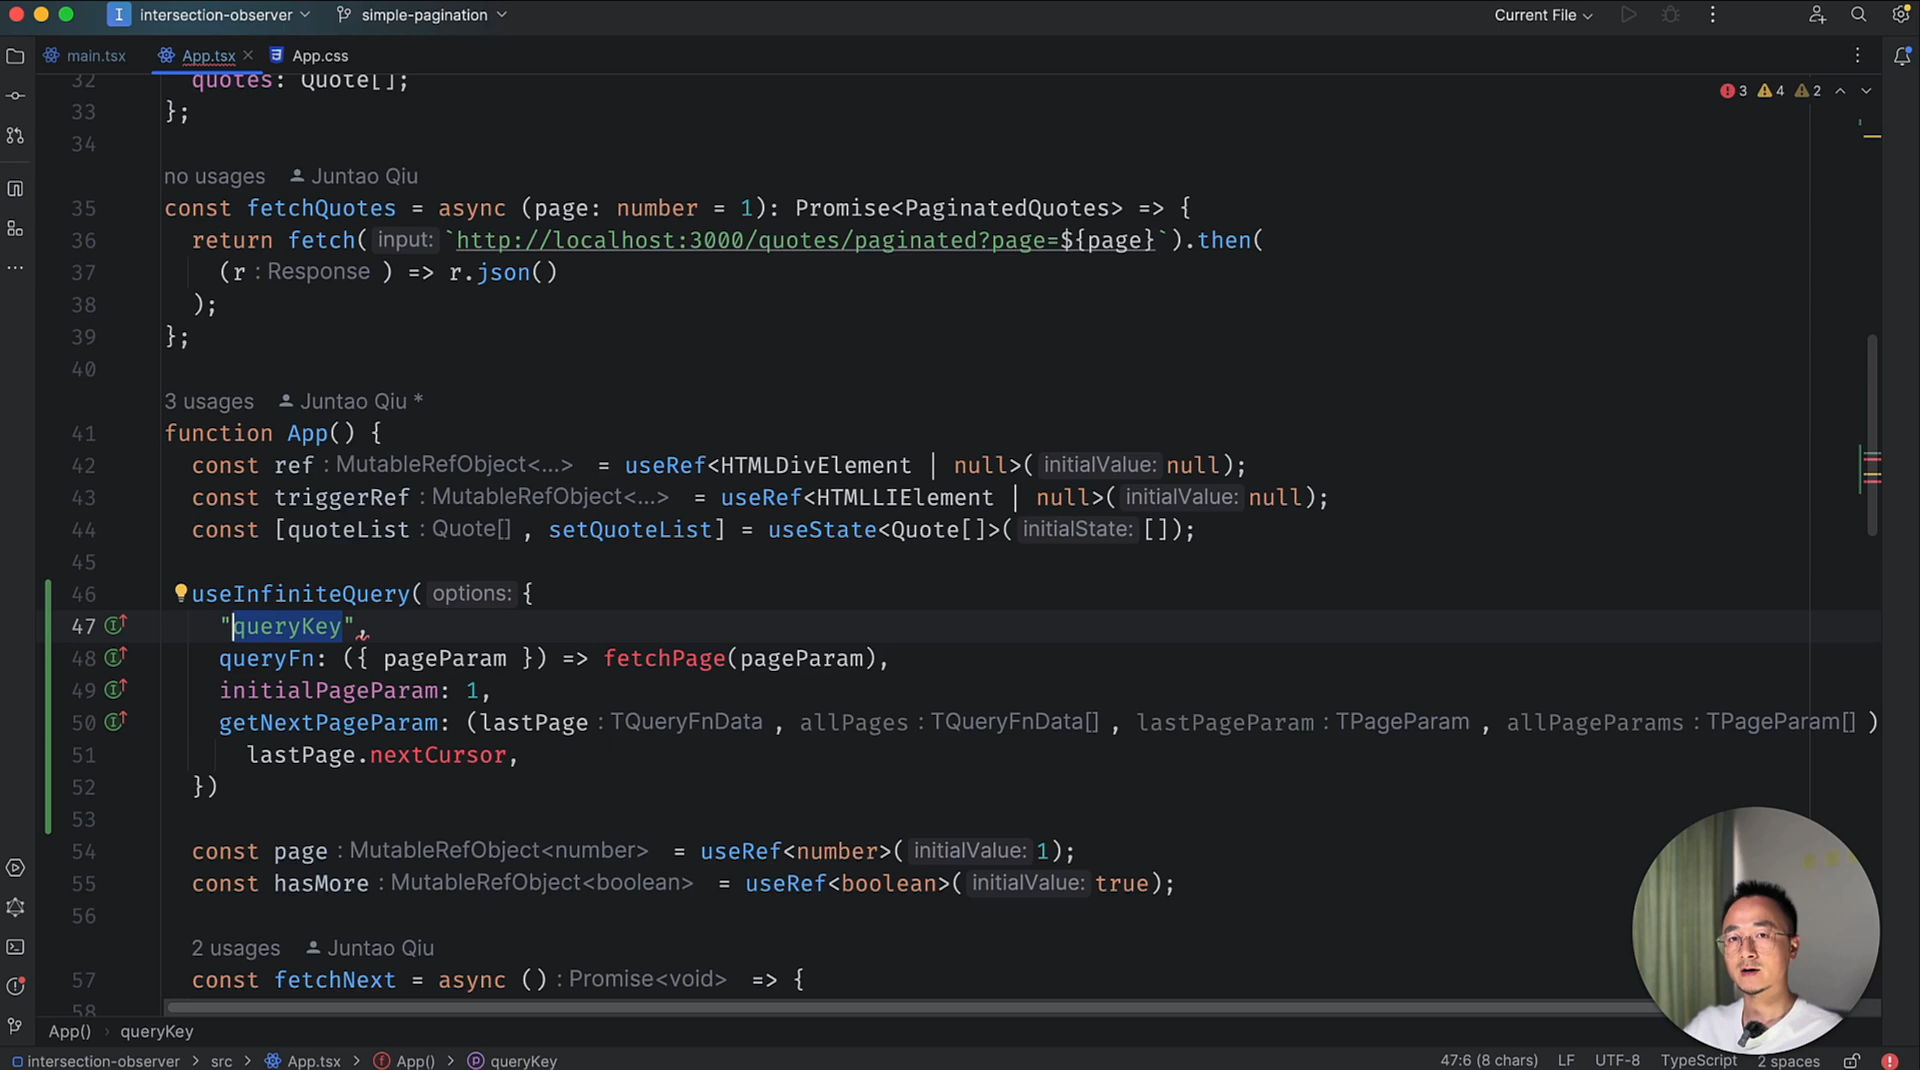 intersection-observer simple-pagination Current File
main.tsx App.tsx App.css
3 4 2
32 quotes: Quote[];
33 };
34
no usages Juntao Qiu
35 const fetchQuotes = async (page: number = 1): Promise<PaginatedQuotes> => {
36 return fetch( input: `http://localhost:3000/quotes/paginated?page=${page}`).then(
37 (r : Response ) => r.json()
38 );
39 };
40
3 usages Juntao Qiu *
41 function App() {
42 const ref : MutableRefObject<...> = useRef<HTMLDivElement | null>( initialValue: null);
43 const triggerRef : MutableRefObject<...> = useRef<HTMLLIElement | null>( initialValue: null);
44 const [quoteList : Quote[] , setQuoteList] = useState<Quote[]>( initialState: []);
45
46 useInfiniteQuery( options: {
47 "queryKey",
48 queryFn: ({ pageParam }) => fetchPage(pageParam),
49 initialPageParam: 1,
50 getNextPageParam: (lastPage : TQueryFnData , allPages : TQueryFnData[] , lastPageParam : TPageParam , allPageParams : TPageParam[] )
51 lastPage.nextCursor,
52 })
53
54 const page : MutableRefObject<number> = useRef<number>( initialValue: 1);
55 const hasMore : MutableRefObject<boolean> = useRef<boolean>( initialValue: true);
56
2 usages Juntao Qiu
57 const fetchNext = async () : Promise<void> => {
58
App() › queryKey
intersection-observer > src > App.tsx > App() > queryKey 47:6 (8 chars) LF UTF-8 TypeScript 2 spaces